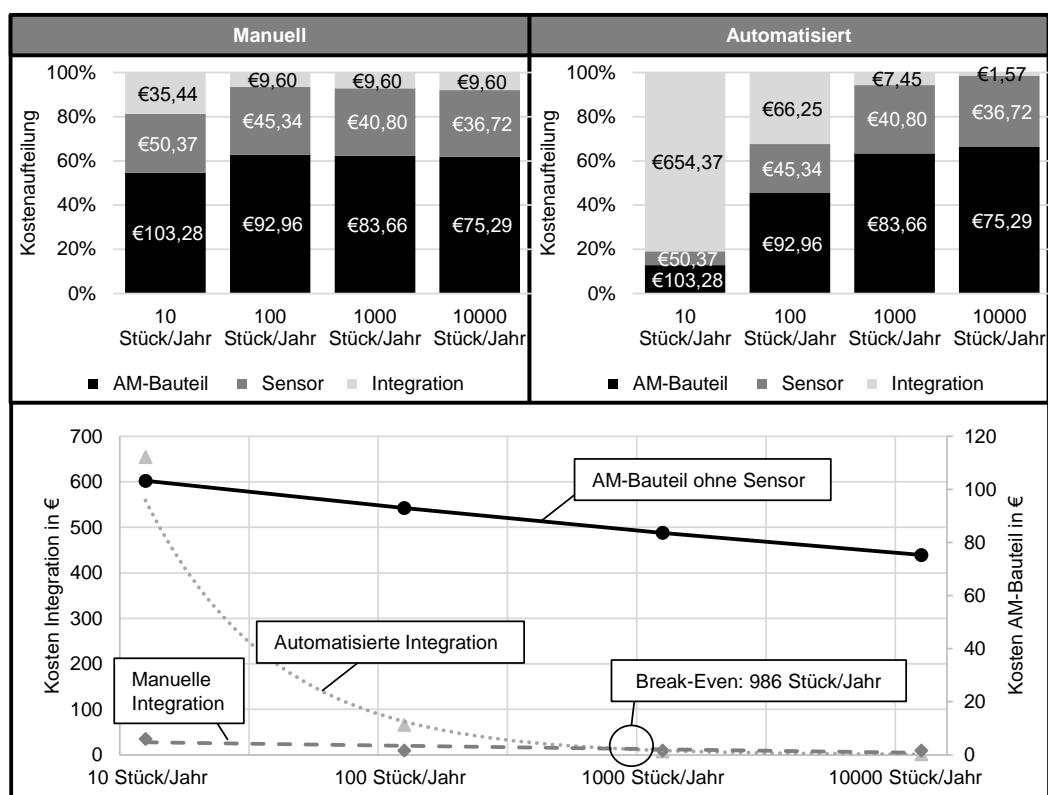 Manuell
Kostenaufteilung
100%
80%
60%
40%
20%
0%
€35,44
€9,60
€9,60
€9,60
€50,37
€45,34
€40,80
€36,72
€103,28
€92,96
€83,66
€75,29
10
Stück/Jahr
100
Stück/Jahr
1000
Stück/Jahr
10000
Stück/Jahr
AM-Bauteil
Sensor
Integration
Automatisiert
Kostenaufteilung
100%
80%
60%
40%
20%
0%
€654,37
€66,25
€7,45
€1,57
€50,37
€45,34
€40,80
€36,72
€103,28
€92,96
€83,66
€75,29
10
Stück/Jahr
100
Stück/Jahr
1000
Stück/Jahr
10000
Stück/Jahr
AM-Bauteil
Sensor
Integration
Kosten Integration in €
700
600
500
400
300
200
100
0
AM-Bauteil ohne Sensor
Automatisierte Integration
Manuelle
Integration
Break-Even: 986 Stück/Jahr
Kosten AM-Bauteil in €
120
100
80
60
40
20
0
10 Stück/Jahr
100 Stück/Jahr
1000 Stück/Jahr
10000 Stück/Jahr